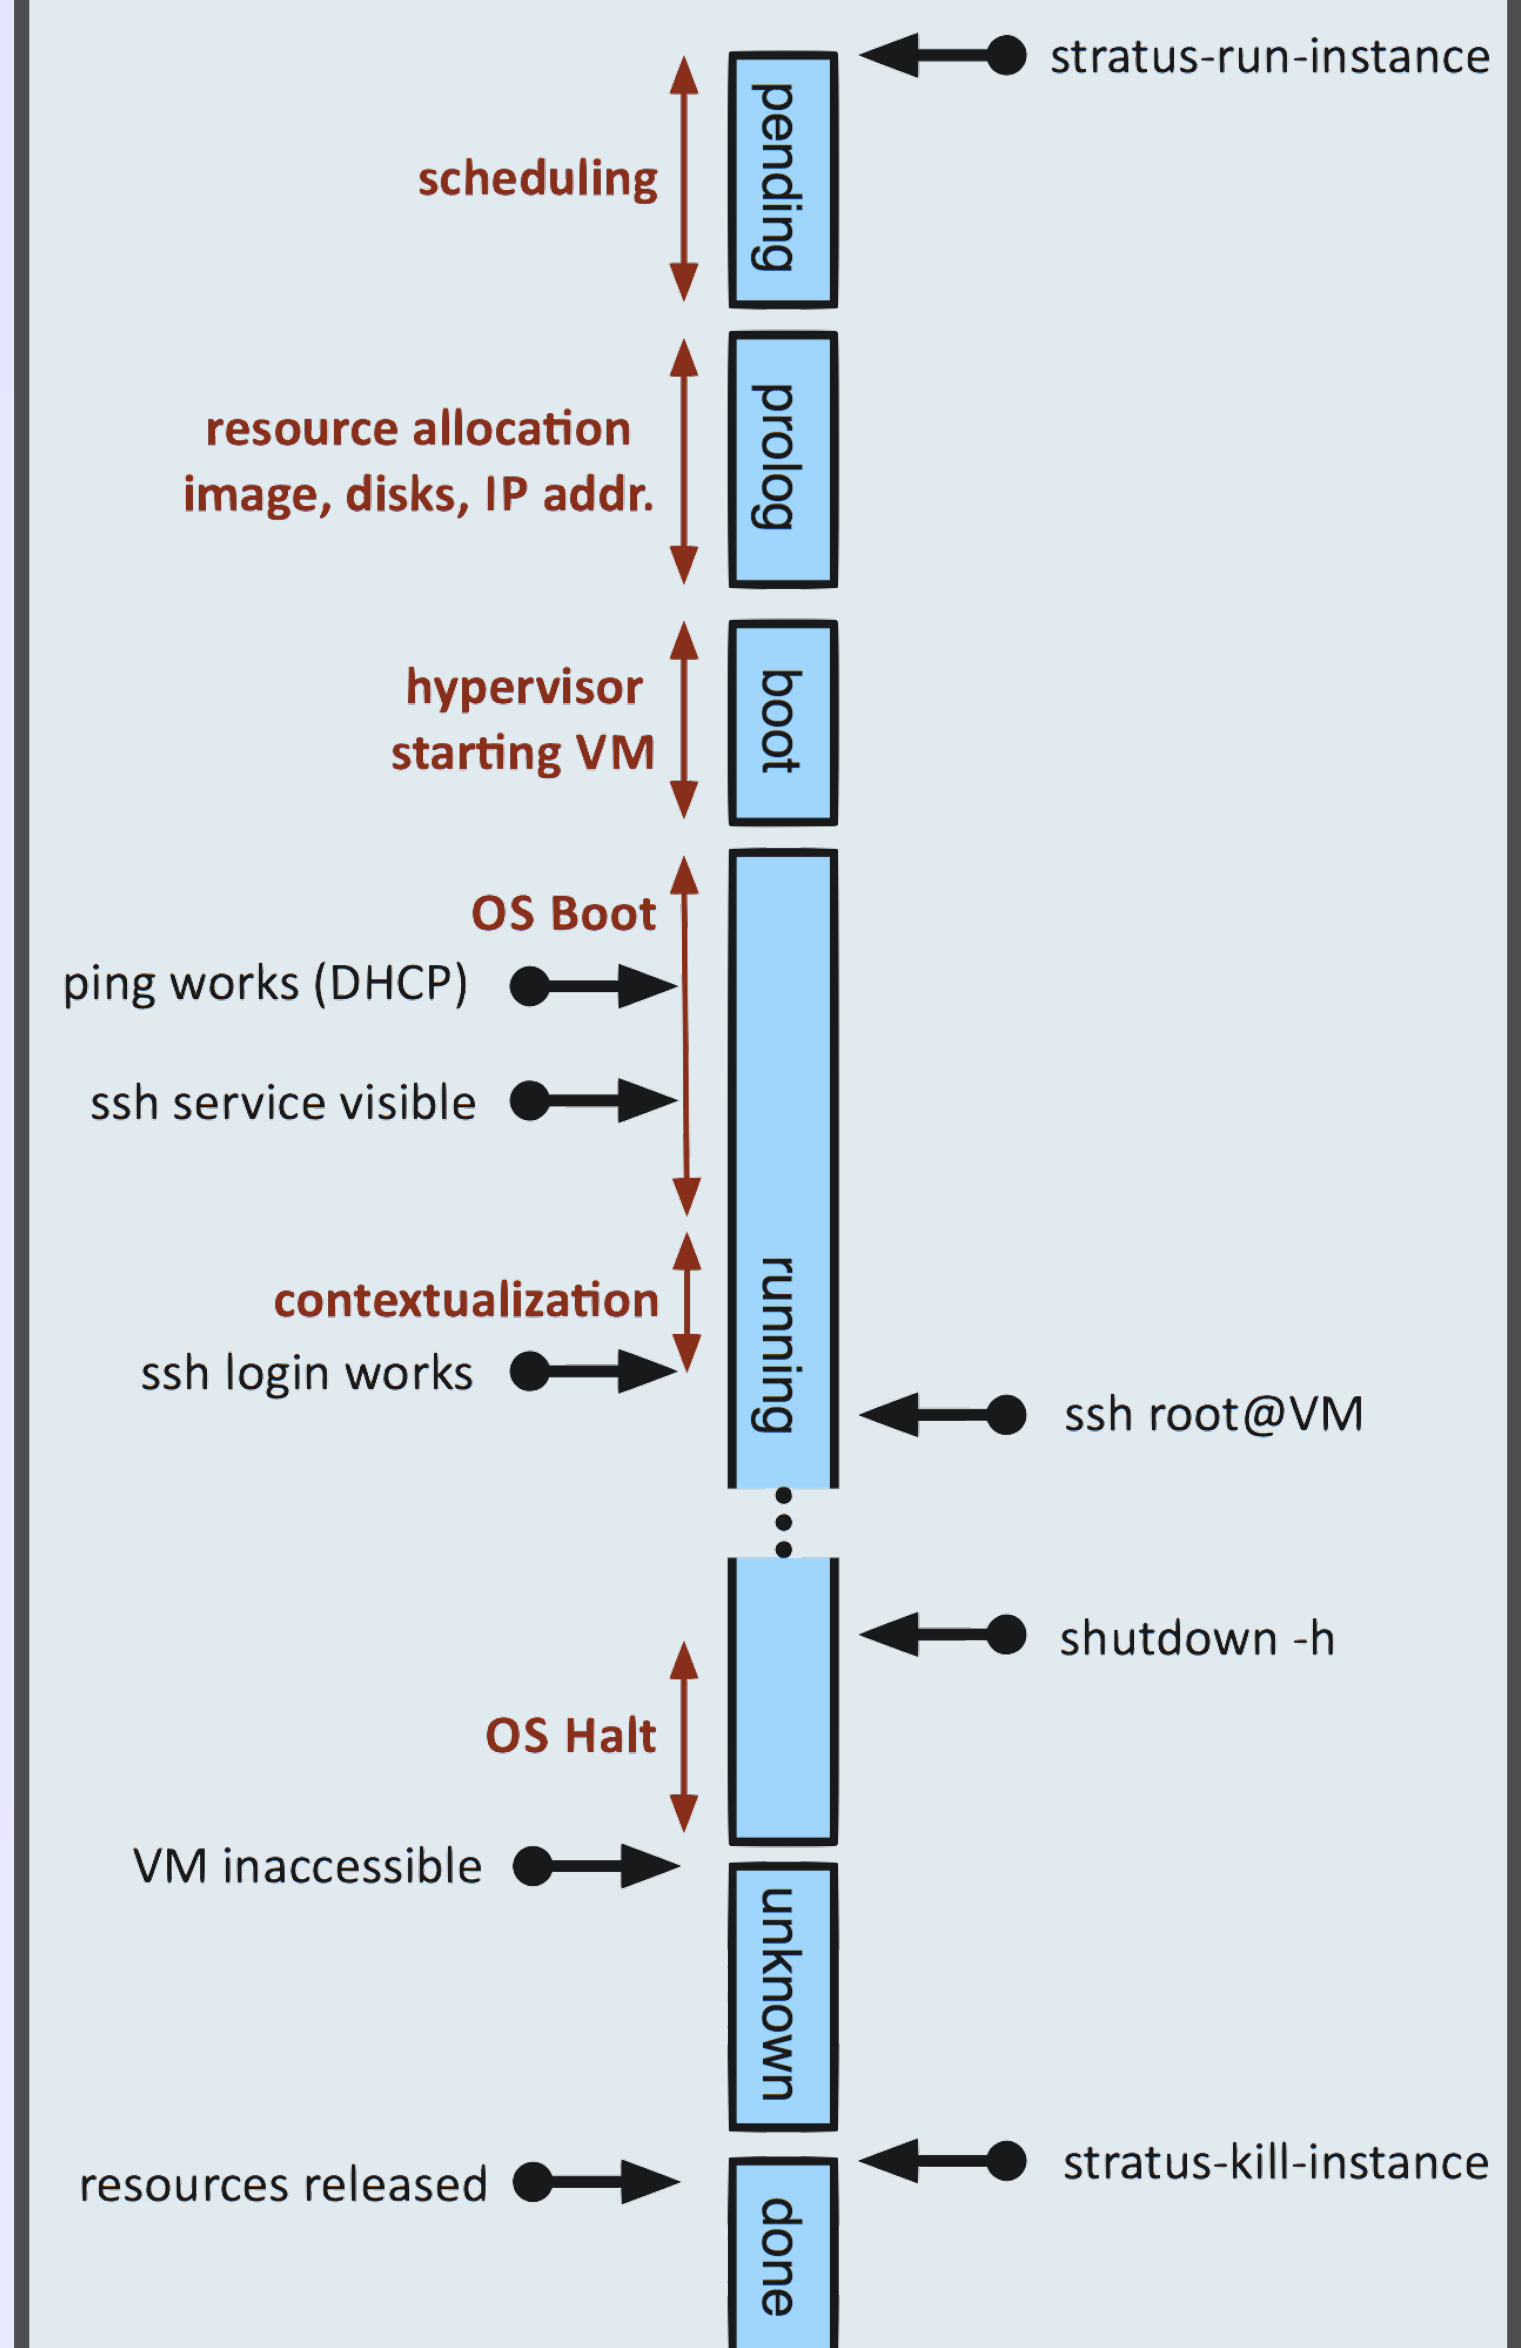 stratus-run-instance
pending
scheduling
prolog
resource allocation
image, disks, IP addr.
boot
hypervisor
starting VM
OS Boot
ping works (DHCP)
ssh service visible
running
contextualization
ssh login works
ssh root@VM
shutdown -h
OS Halt
VM inaccessible
unknown
stratus-kill-instance
resources released
done